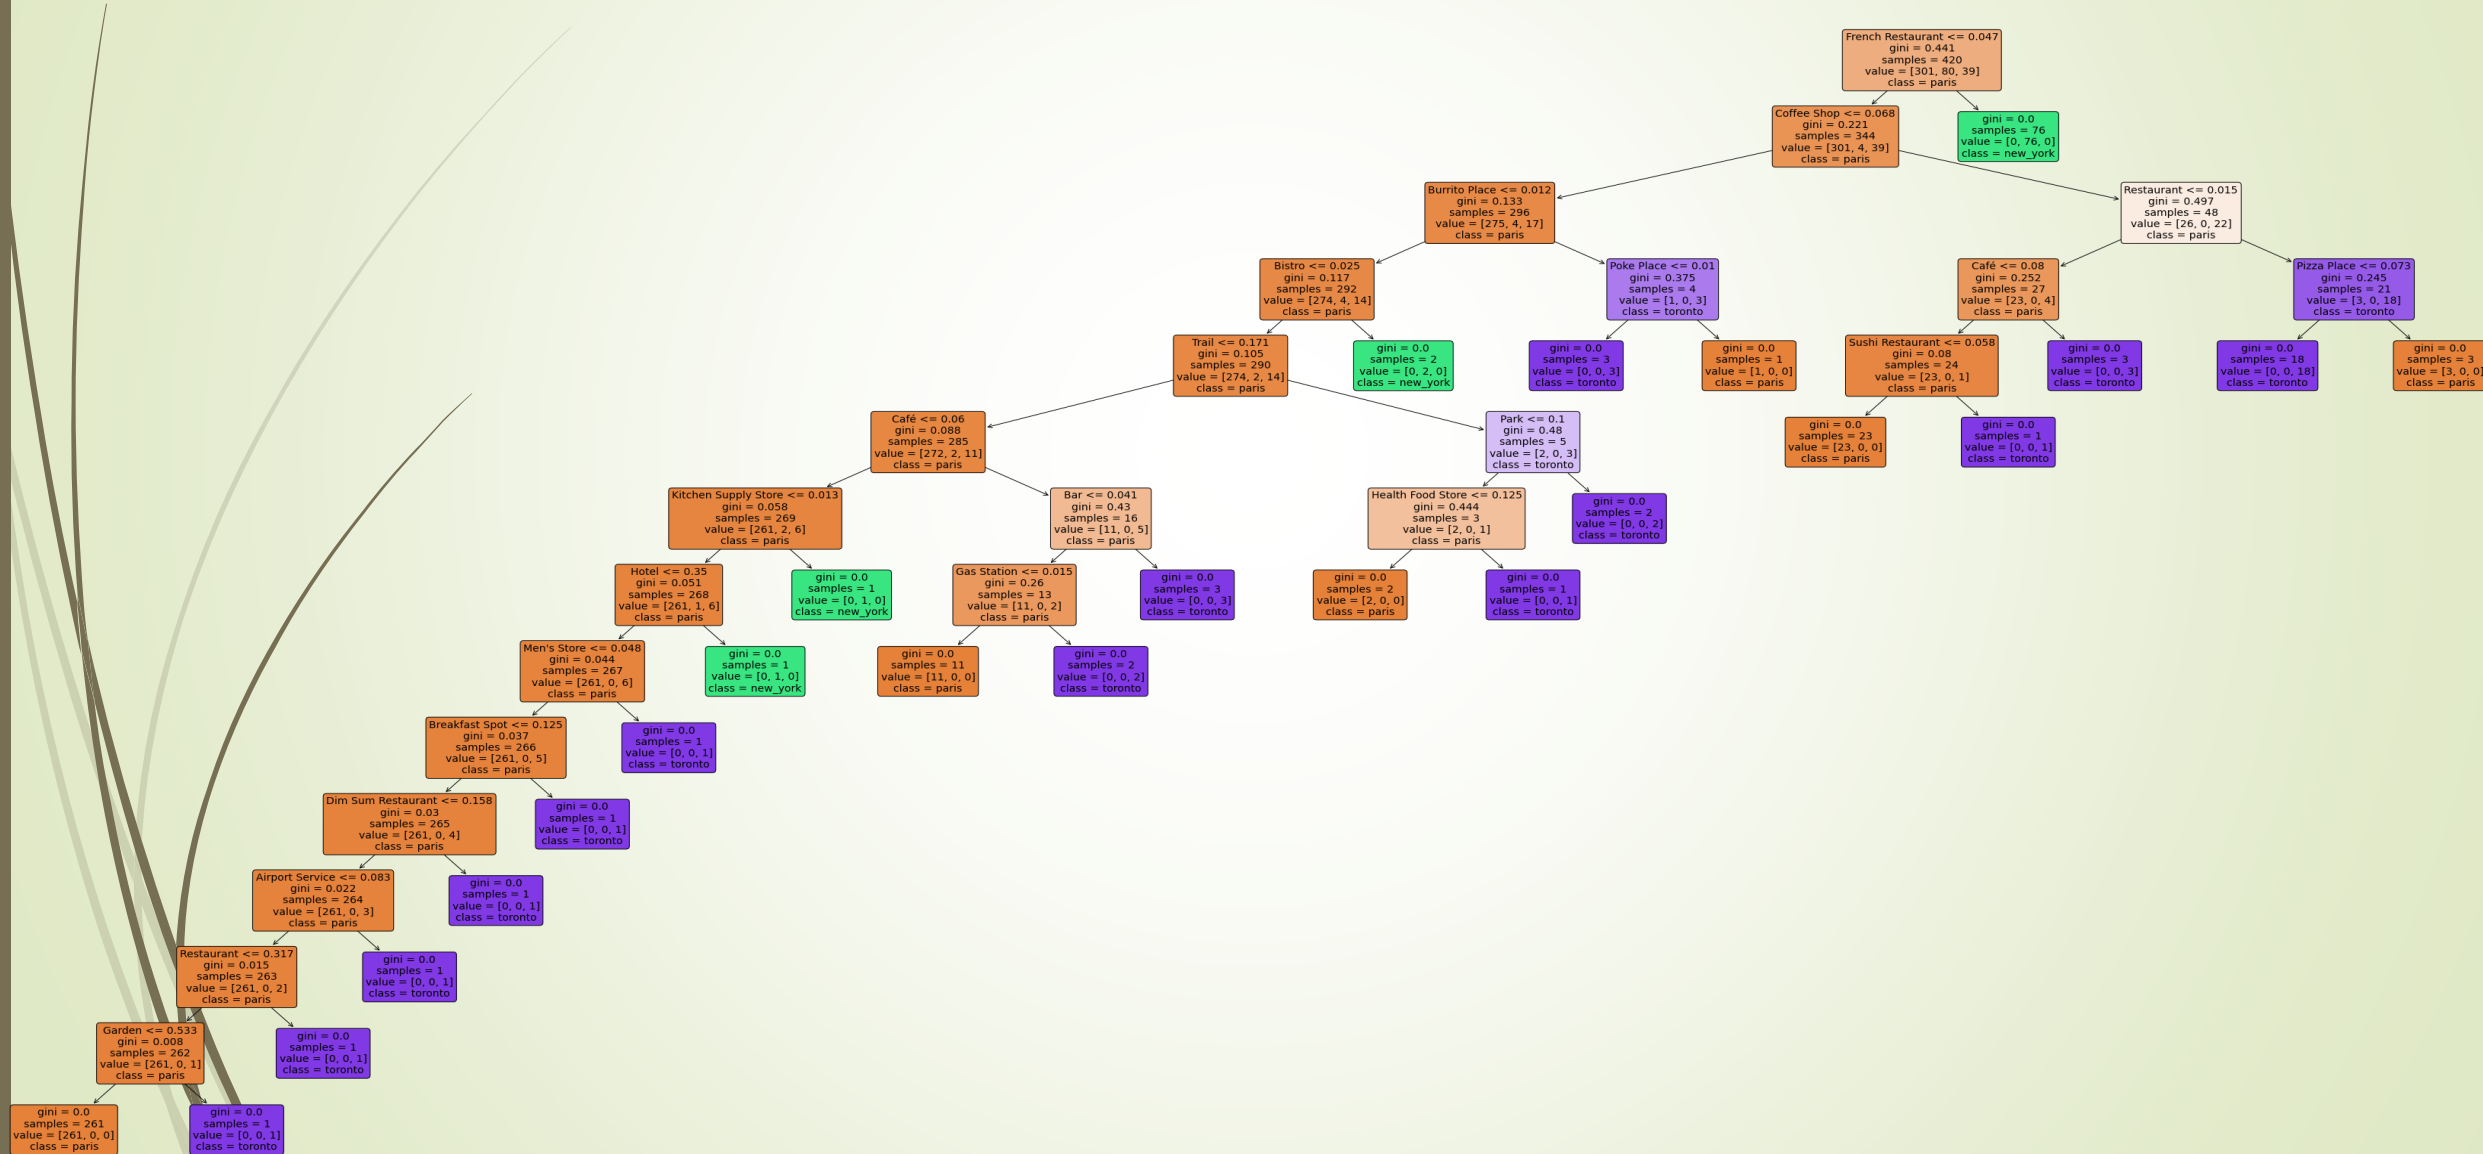 French Restaurant <= 0.047
gini = 0.441
samples = 420
value = [301, 80, 39]
class = paris
Coffee Shop <= 0.068
gini = 0.221
samples = 344
value = [301, 4, 39]
class = paris
gini = 0.0
samples = 76
value = [0, 76, 0]
class = new_york
Burrito Place <= 0.012
gini = 0.133
samples = 296
value = [275, 4, 17]
class = paris
Restaurant <= 0.015
gini = 0.497
samples = 48
value = [26, 0, 22]
class = paris
Bistro <= 0.025
gini = 0.117
samples = 292
value = [274, 4, 14]
class = paris
Poke Place <= 0.01
gini = 0.375
samples = 4
value = [1, 0, 3]
class = toronto
Café <= 0.08
gini = 0.252
samples = 27
value = [23, 0, 4]
class = paris
Pizza Place <= 0.073
gini = 0.245
samples = 21
value = [3, 0, 18]
class = toronto
Trail <= 0.171
gini = 0.105
samples = 290
value = [274, 2, 14]
class = paris
gini = 0.0
samples = 2
value = [0, 2, 0]
class = new_york
gini = 0.0
samples = 3
value = [0, 0, 3]
class = toronto
gini = 0.0
samples = 1
value = [1, 0, 0]
class = paris
Sushi Restaurant <= 0.058
gini = 0.08
samples = 24
value = [23, 0, 1]
class = paris
gini = 0.0
samples = 3
value = [0, 0, 3]
class = toronto
gini = 0.0
samples = 18
value = [0, 0, 18]
class = toronto
gini = 0.0
samples = 3
value = [3, 0, 0]
class = paris
Café <= 0.06
gini = 0.088
samples = 285
value = [272, 2, 11]
class = paris
Park <= 0.1
gini = 0.48
samples = 5
value = [2, 0, 3]
class = toronto
gini = 0.0
samples = 23
value = [23, 0, 0]
class = paris
gini = 0.0
samples = 1
value = [0, 0, 1]
class = toronto
Kitchen Supply Store <= 0.013
gini = 0.058
samples = 269
value = [261, 2, 6]
class = paris
Bar <= 0.041
gini = 0.43
samples = 16
value = [11, 0, 5]
class = paris
Health Food Store <= 0.125
gini = 0.444
samples = 3
value = [2, 0, 1]
class = paris
gini = 0.0
samples = 2
value = [0, 0, 2]
class = toronto
Hotel <= 0.35
gini = 0.051
samples = 268
value = [261, 1, 6]
class = paris
gini = 0.0
samples = 1
value = [0, 1, 0]
class = new_york
Gas Station <= 0.015
gini = 0.26
samples = 13
value = [11, 0, 2]
class = paris
gini = 0.0
samples = 3
value = [0, 0, 3]
class = toronto
gini = 0.0
samples = 2
value = [2, 0, 0]
class = paris
gini = 0.0
samples = 1
value = [0, 0, 1]
class = toronto
Men's Store <= 0.048
gini = 0.044
samples = 267
value = [261, 0, 6]
class = paris
gini = 0.0
samples = 1
value = [0, 1, 0]
class = new_york
gini = 0.0
samples = 11
value = [11, 0, 0]
class = paris
gini = 0.0
samples = 2
value = [0, 0, 2]
class = toronto
Breakfast Spot <= 0.125
gini = 0.037
samples = 266
value = [261, 0, 5]
class = paris
gini = 0.0
samples = 1
value = [0, 0, 1]
class = toronto
Dim Sum Restaurant <= 0.158
gini = 0.03
samples = 265
value = [261, 0, 4]
class = paris
gini = 0.0
samples = 1
value = [0, 0, 1]
class = toronto
Airport Service <= 0.083
gini = 0.022
samples = 264
value = [261, 0, 3]
class = paris
gini = 0.0
samples = 1
value = [0, 0, 1]
class = toronto
Restaurant <= 0.317
gini = 0.015
samples = 263
value = [261, 0, 2]
class = paris
gini = 0.0
samples = 1
value = [0, 0, 1]
class = toronto
Garden <= 0.533
gini = 0.008
samples = 262
value = [261, 0, 1]
class = paris
gini = 0.0
samples = 1
value = [0, 0, 1]
class = toronto
gini = 0.0
samples = 261
value = [261, 0, 0]
class = paris
gini = 0.0
samples = 1
value = [0, 0, 1]
class = toronto